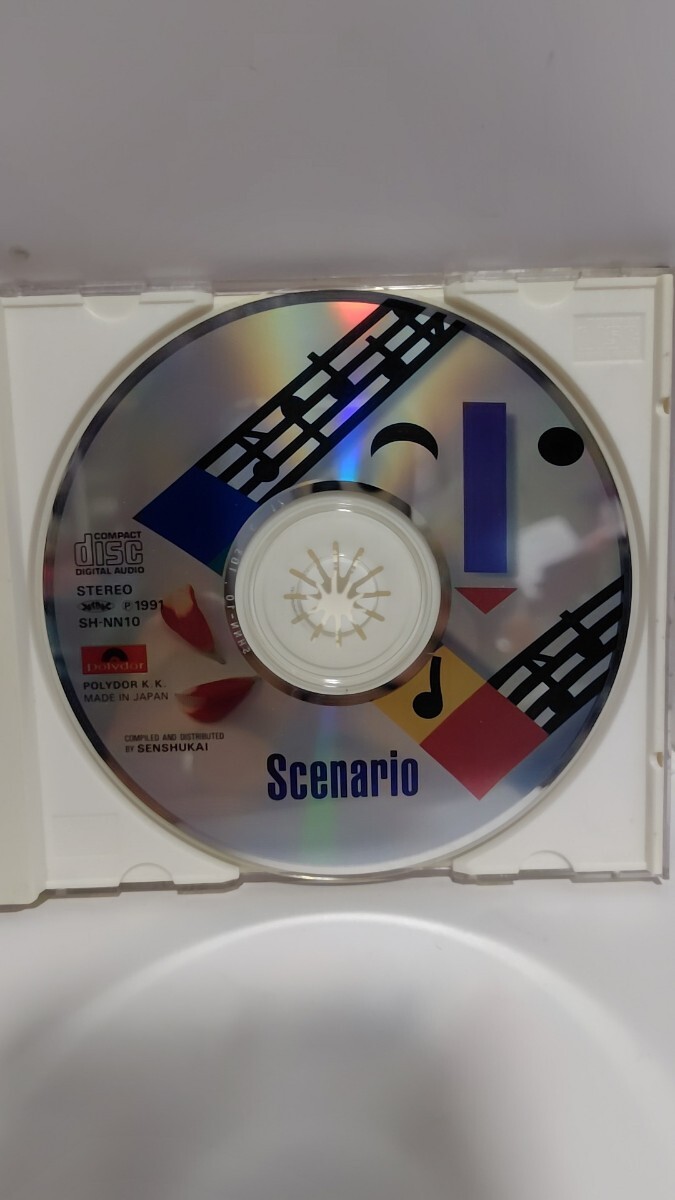 COMPACT
disc
DIGITAL AUDIO
STEREO
℗ 1991
SH-NN10
polydor
POLYDOR K.K.
MADE IN JAPAN
COMPILED AND DISTRIBUTED
BY SENSHUKAI
Scenario